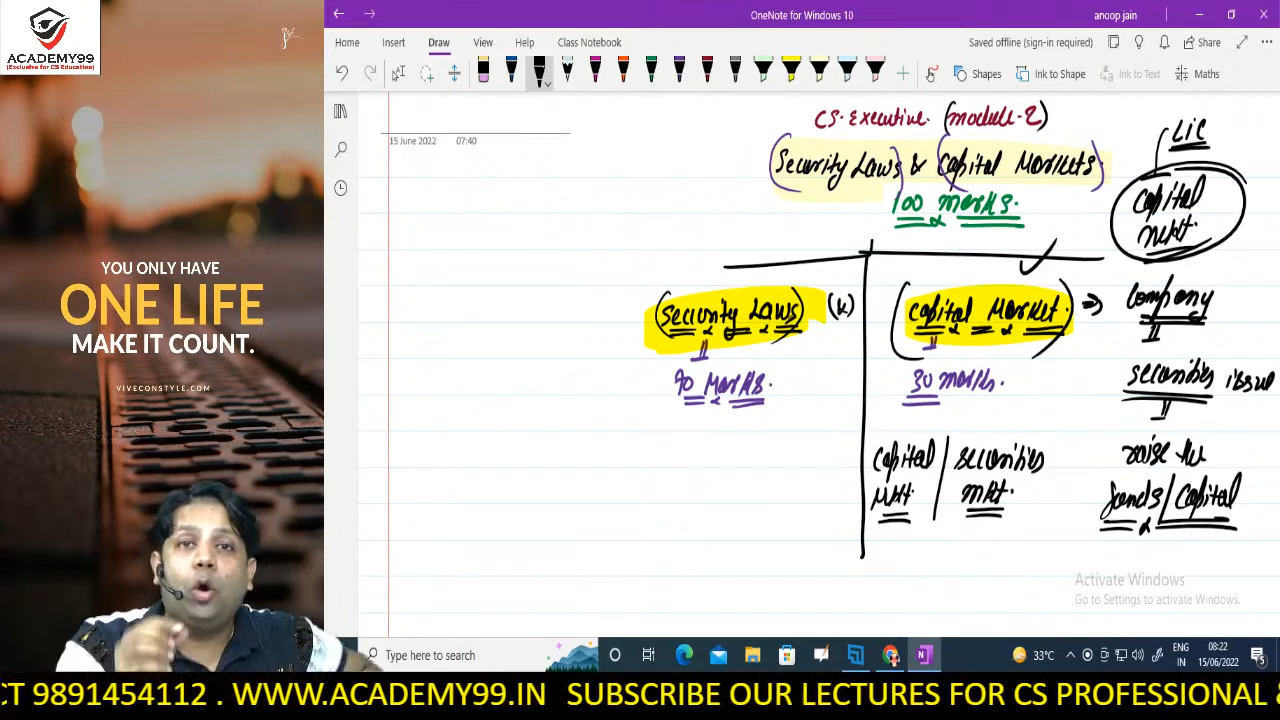 ACADEMY99
(Exclusive for CS Education)
YOU ONLY HAVE
ONE LIFE
MAKE IT COUNT.
VIVECONSTYLE.COM
OneNote for Windows 10
anoop jain
Home Insert Draw View Help Class Notebook
Saved offline (sign-in required)
Share
Shapes
Ink to Shape
Ink to Text
Maths
15 June 2022 07:40
CS-Executive (module-2)
(Security Laws) & (Capital Markets)
100 marks.
LIC
Capital
Mkt.
(Security Laws)
70 Marks.
(Capital Market.) ⇒
30 marks.
Capital
Mkt.
securities
mkt.
Company
securities issue
raise the
funds/Capital
Activate Windows
Go to Settings to activate Windows.
Type here to search
33°C
ENG
IN
08:22
15/06/2022
5
CT 9891454112 . WWW.ACADEMY99.IN SUBSCRIBE OUR LECTURES FOR CS PROFESSIONAL &